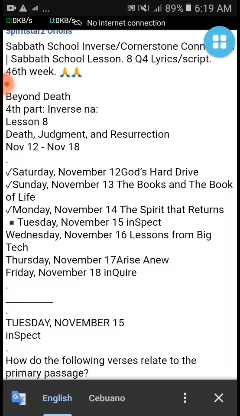 0:0KB/s U:0KB/s 89% 6:19 AM
No internet connection
Sabbath School Inverse/Cornerstone Conn
| Sabbath School Lesson. 8 Q4 Lyrics/script.
46th week. 🙏🙏
Beyond Death
4th part: Inverse na:
Lesson 8
Death, Judgment, and Resurrection
Nov 12 - Nov 18
.
✓Saturday, November 12God's Hard Drive
✓Sunday, November 13 The Books and The Book
of Life
✓Monday, November 14 The Spirit that Returns
▪Tuesday, November 15 inSpect
Wednesday, November 16 Lessons from Big
Tech
Thursday, November 17Arise Anew
Friday, November 18 inQuire
.
__________
.
TUESDAY, NOVEMBER 15
inSpect
.
How do the following verses relate to the
primary passage?
English Cebuano